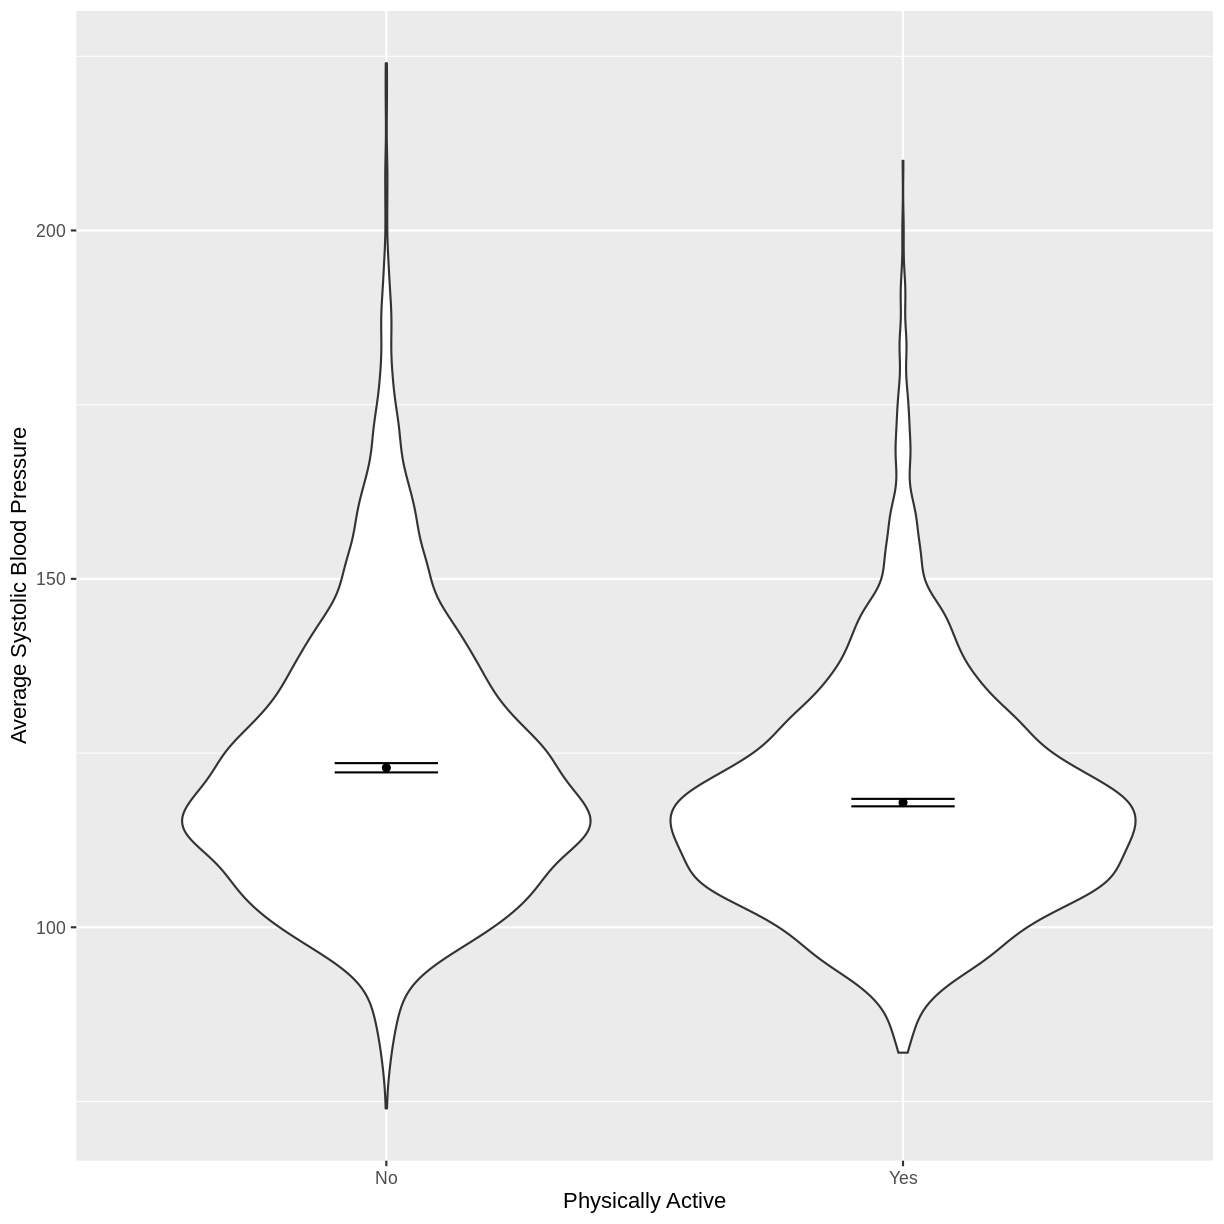 Average Systolic Blood Pressure
200
150
100
No
Yes
Physically Active